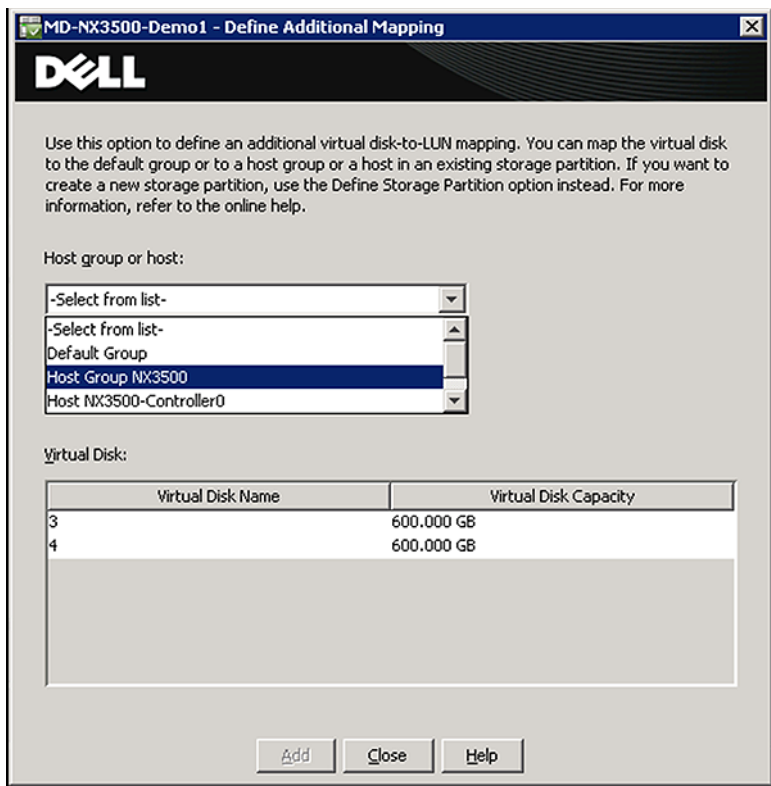 MD-NX3500-Demo1 - Define Additional Mapping
DELL
Use this option to define an additional virtual disk-to-LUN mapping. You can map the virtual disk
to the default group or to a host group or a host in an existing storage partition. If you want to
create a new storage partition, use the Define Storage Partition option instead. For more
information, refer to the online help.
Host group or host:
-Select from list-
-Select from list-
Default Group
Host Group NX3500
Host NX3500-Controller0
Virtual Disk:
Virtual Disk Name Virtual Disk Capacity
3 600.000 GB
4 600.000 GB
Add Close Help